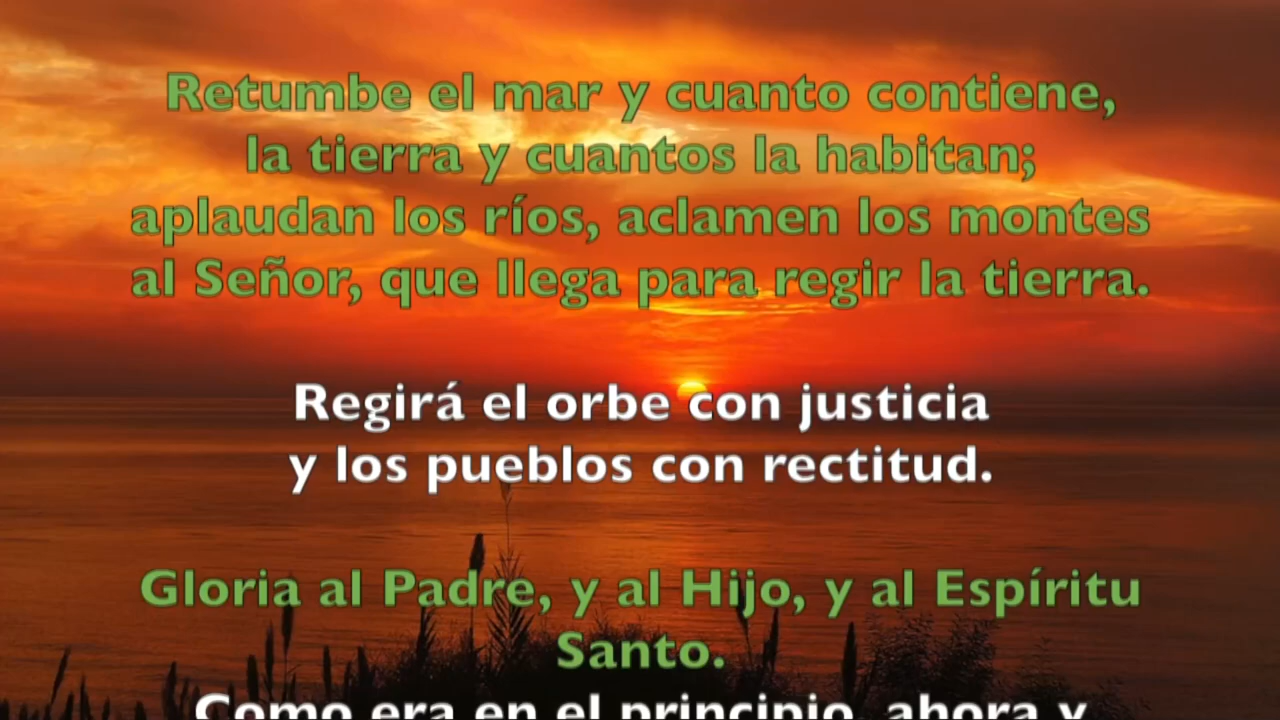 Retumbe el mar y cuanto contiene,
la tierra y cuantos la habitan;
aplaudan los ríos, aclamen los montes
al Señor, que llega para regir la tierra.
Regirá el orbe con justicia
y los pueblos con rectitud.
Gloria al Padre, y al Hijo, y al Espíritu
Santo.
Como era en el principio, ahora y